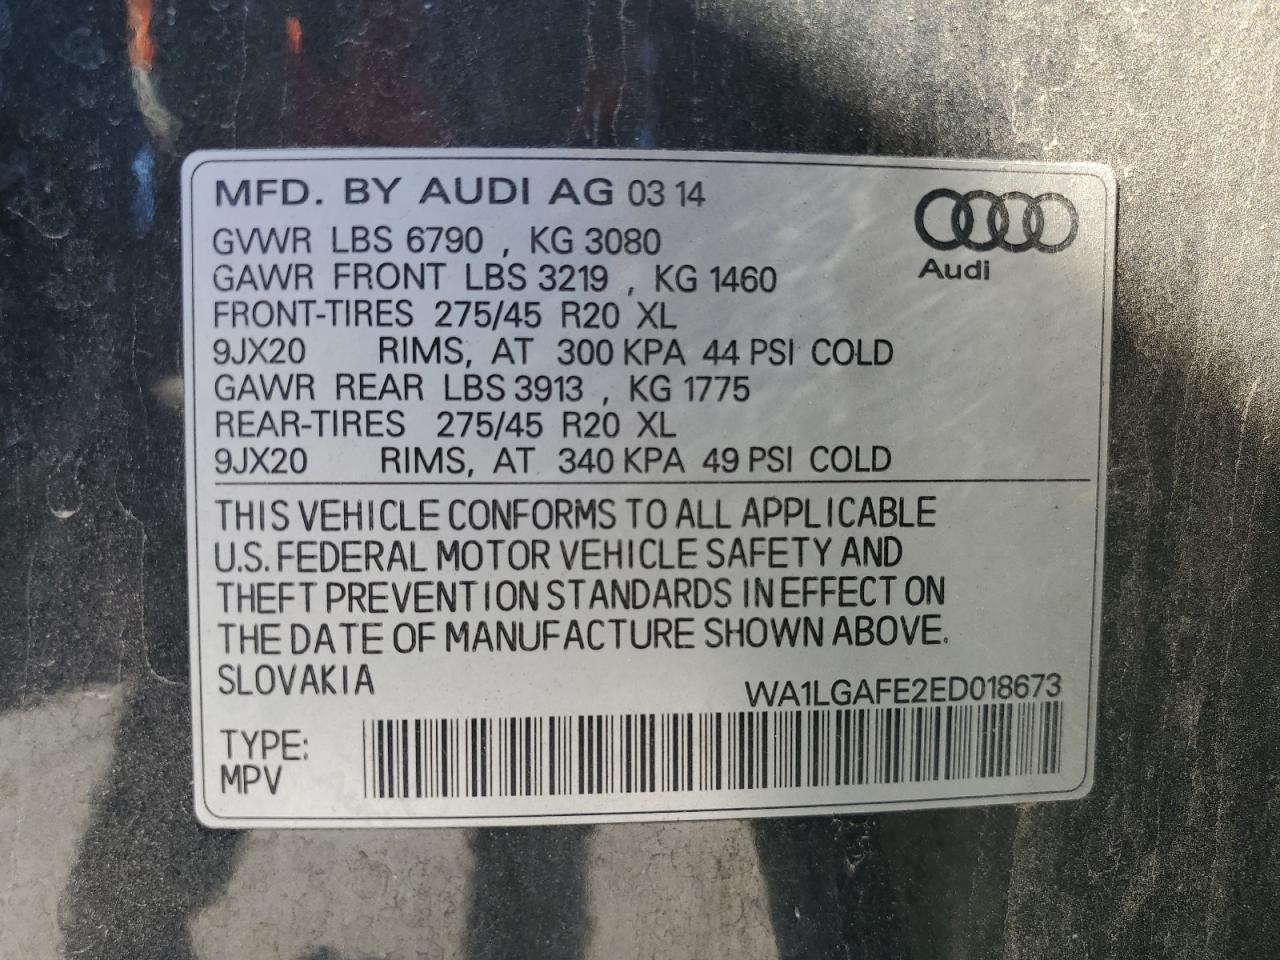 MFD. BY AUDI AG 03 14
GVWR LBS 6790 , KG 3080
GAWR FRONT LBS 3219 , KG 1460
Audi
FRONT-TIRES 275/45 R20 XL
9JX20 RIMS, AT 300 KPA 44 PSI COLD
GAWR REAR LBS 3913 , KG 1775
REAR-TIRES 275/45 R20 XL
9JX20 RIMS, AT 340 KPA 49 PSI COLD
THIS VEHICLE CONFORMS TO ALL APPLICABLE
U.S. FEDERAL MOTOR VEHICLE SAFETY AND
THEFT PREVENTION STANDARDS IN EFFECT ON
THE DATE OF MANUFACTURE SHOWN ABOVE.
SLOVAKIA
WA1LGAFE2ED018673
TYPE:
MPV